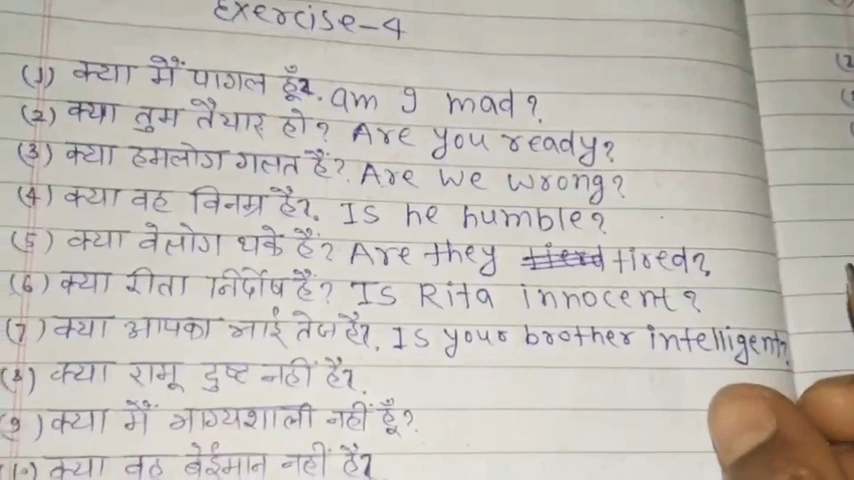 Exercise-4
(1) क्या मैं पागल हूँ?. am I mad?
(2) क्या तुम तैयार हो? Are you ready?
(3) क्या हमलोग गलत हैं? Are we wrong?
(4) क्या वह विनम्र है?. Is he humble?
(5) क्या वेलोग थके हैं? Are they tired?
(6) क्या रीता निर्दोष है? Is Rita innocent?
(7) क्या आपका भाई तेज है?. Is your brother intelligent?
(8) क्या रामू दुष्ट नहीं है?.
(9) क्या मैं भाग्यशाली नहीं हूँ?
(10) क्या वह बेईमान नहीं है?